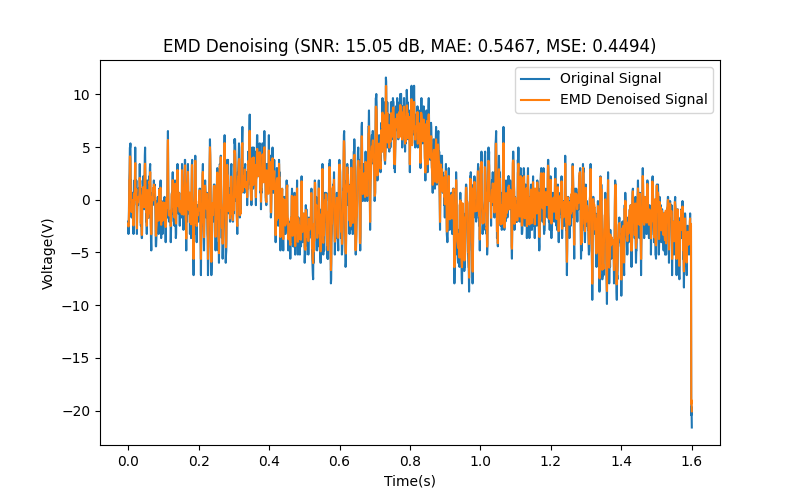 EMD Denoising (SNR: 15.05 dB, MAE: 0.5467, MSE: 0.4494)
Original Signal
EMD Denoised Signal
Voltage(V)
10
5
0
−5
−10
−15
−20
0.0 0.2 0.4 0.6 0.8 1.0 1.2 1.4 1.6
Time(s)